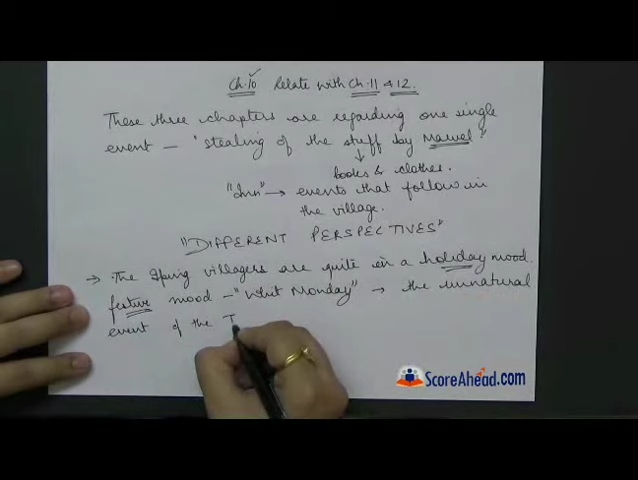 Ch.10 Relate with Ch.11 & 12.
These three chapters are regarding one single
event – "stealing of the stuff by Marvel"
↓
books & clothes.
"Inn" → events that follow in
the village.
"DIFFERENT PERSPECTIVES"
→ The Iping villagers are quite in a holiday mood.
festive mood – "Whit Monday" → the unnatural
event of the I
ScoreAhead.com